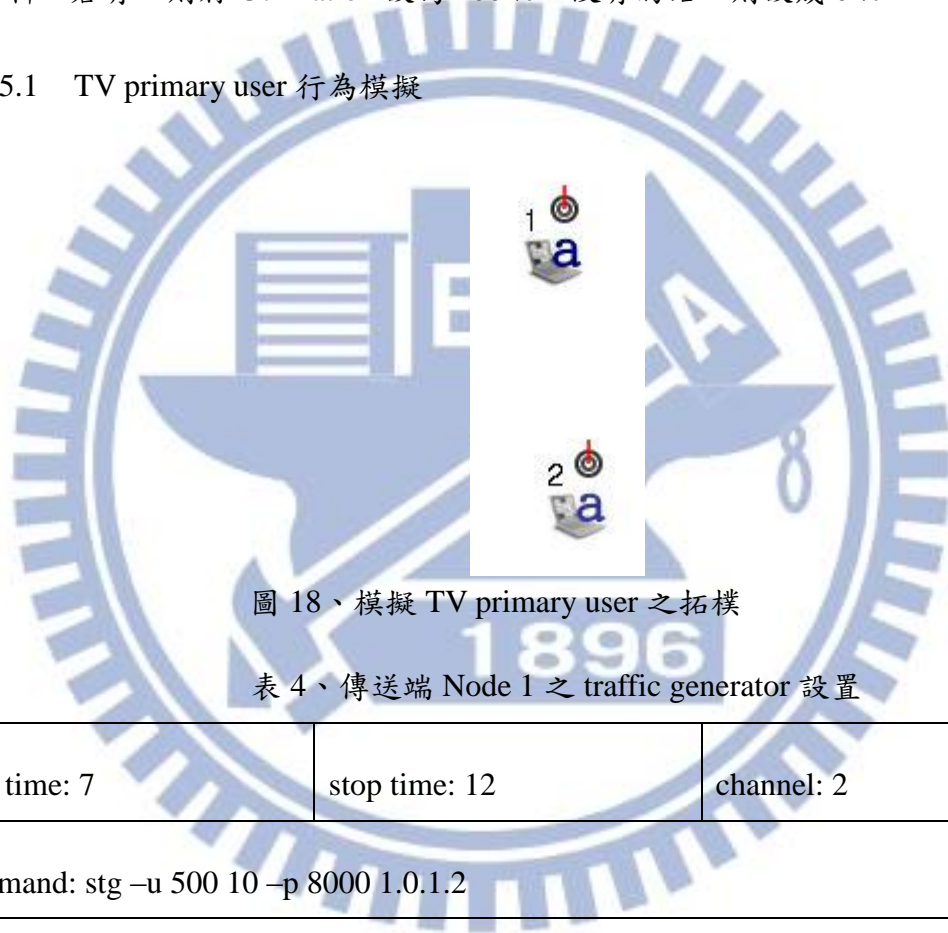 5.1 TV primary user 行為模擬
1
a
2
a
圖 18、模擬 TV primary user 之拓樸
1896
表 4、傳送端 Node 1 之 traffic generator 設置
time: 7 stop time: 12 channel: 2
mand: stg –u 500 10 –p 8000 1.0.1.2